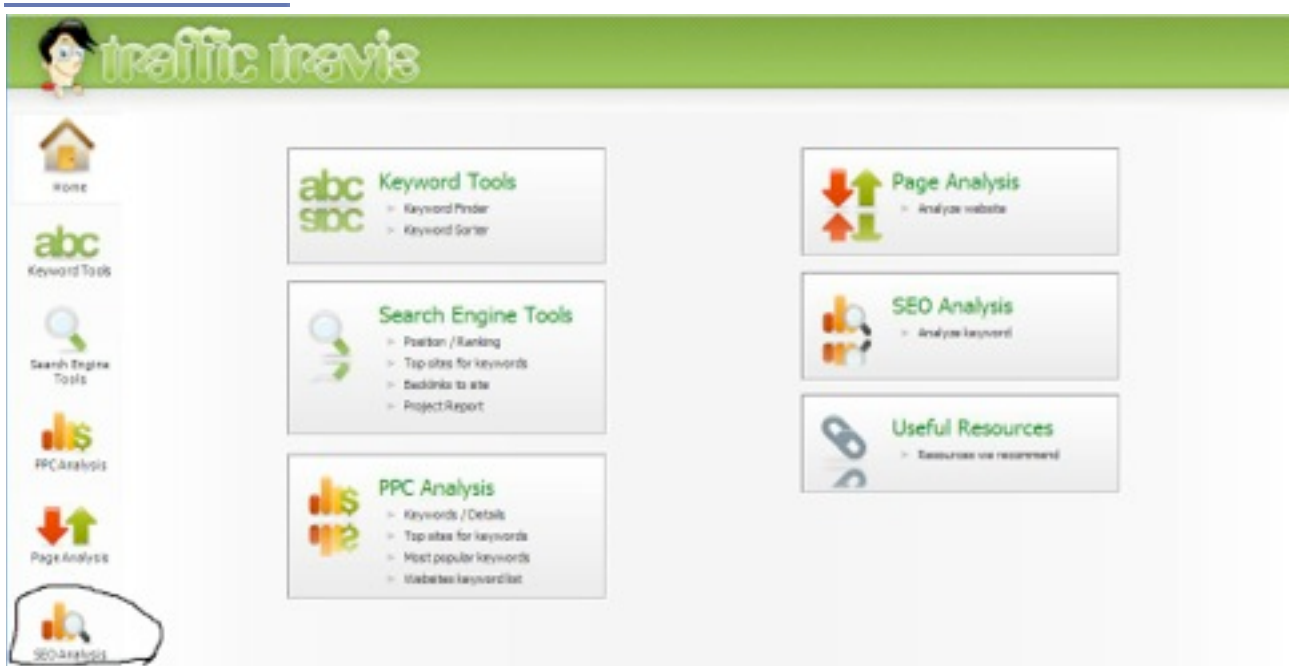 traffic travis
Home
Keyword Tools
Search Engine
Tools
PPC Analysis
Page Analysis
SEO Analysis
abc Keyword Tools
Keyword Finder
Keyword Sorter
Search Engine Tools
Position / Ranking
Top sites for keywords
Backlinks to site
Project Report
PPC Analysis
Keywords / Details
Top sites for keywords
Most popular keywords
Websites keyword list
Page Analysis
Analyze website
SEO Analysis
Analyze keyword
Useful Resources
Resources we recommend